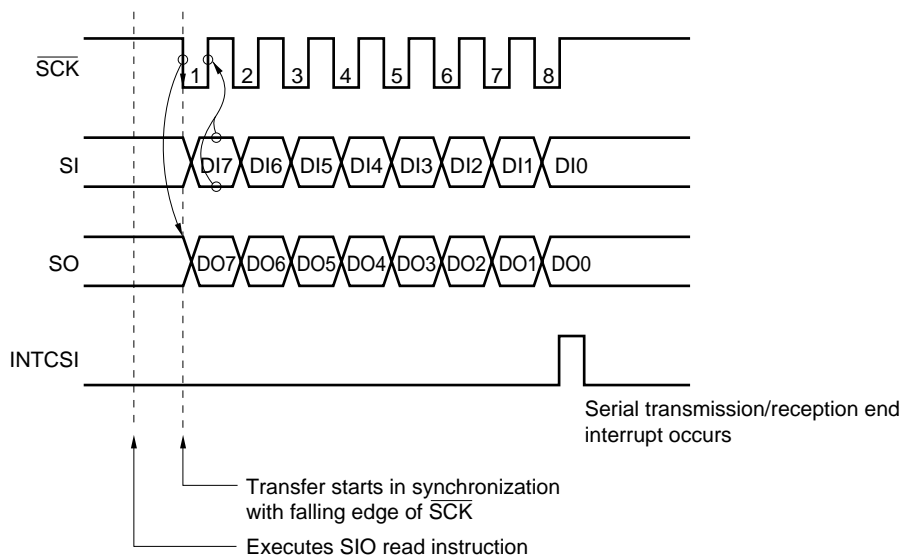 SCK
1 2 3 4 5 6 7 8
SI
DI7 DI6 DI5 DI4 DI3 DI2 DI1 DI0
SO
DO7 DO6 DO5 DO4 DO3 DO2 DO1 DO0
INTCSI
Serial transmission/reception end
interrupt occurs
Transfer starts in synchronization
with falling edge of SCK
Executes SIO read instruction